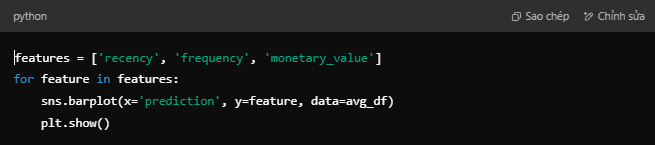 python
Sao chép
Chỉnh sửa
features = ['recency', 'frequency', 'monetary_value']
for feature in features:
    sns.barplot(x='prediction', y=feature, data=avg_df)
    plt.show()